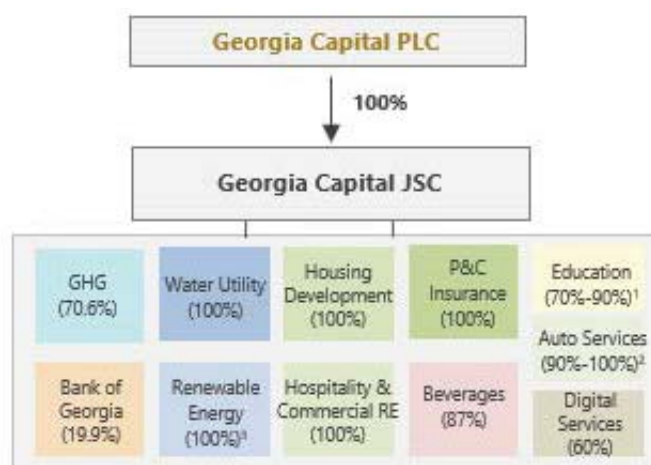 Georgia Capital PLC
100%
Georgia Capital JSC
GHG
(70.6%)
Water Utility
(100%)
Housing
Development
(100%)
P&C
Insurance
(100%)
Education
(70%-90%)¹
Auto Services
(90%-100%)²
Bank of
Georgia
(19.9%)
Renewable
Energy
(100%)³
Hospitality &
Commercial RE
(100%)
Beverages
(87%)
Digital
Services
(60%)